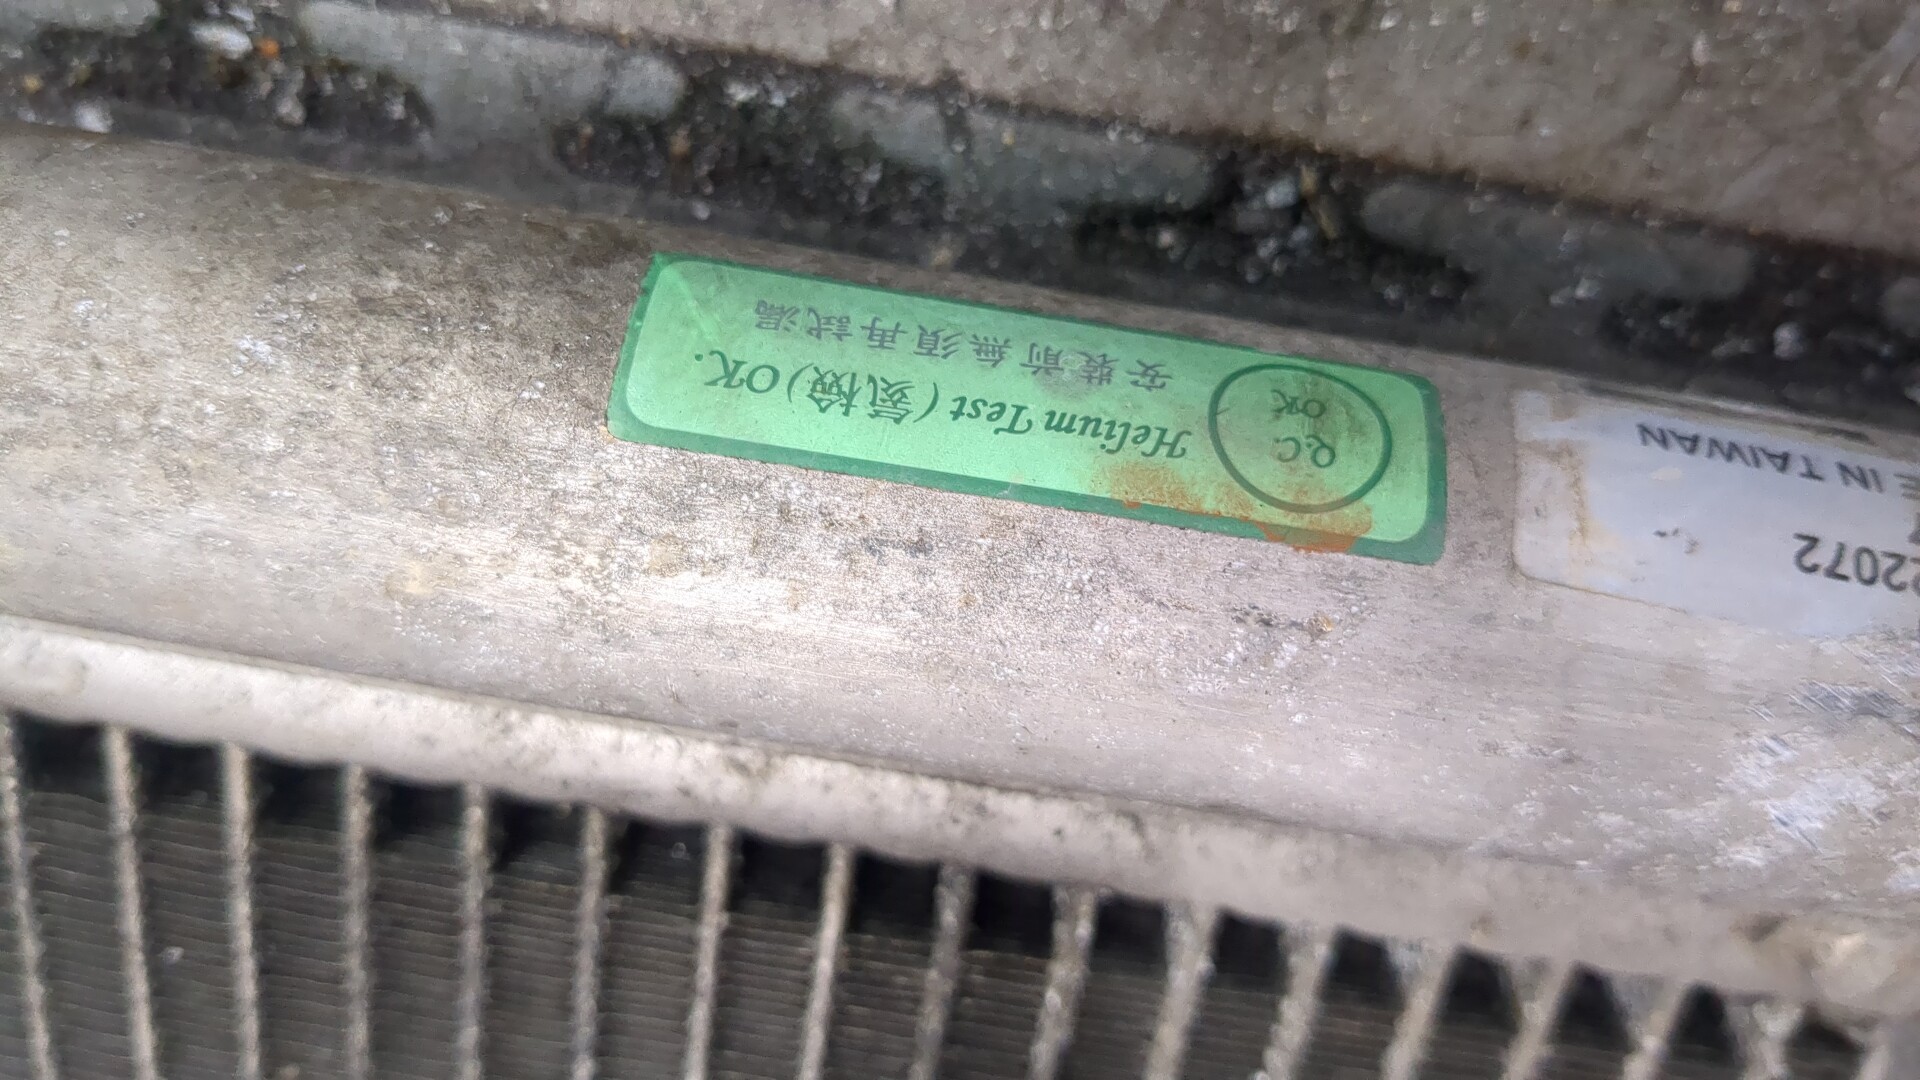 22072
E IN TAIWAN
Q.C.
OK
Helium Test (氦檢) OK.
安裝前無須再試漏